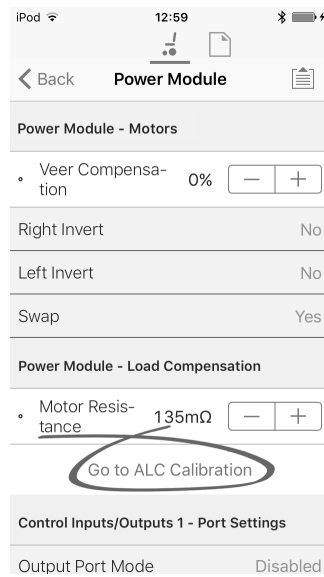 iPod 12:59
Back Power Module
Power Module - Motors
Veer Compensa-
tion 0% − +
Right Invert No
Left Invert No
Swap Yes
Power Module - Load Compensation
Motor Resis-
tance 135mΩ − +
Go to ALC Calibration
Control Inputs/Outputs 1 - Port Settings
Output Port Mode Disabled